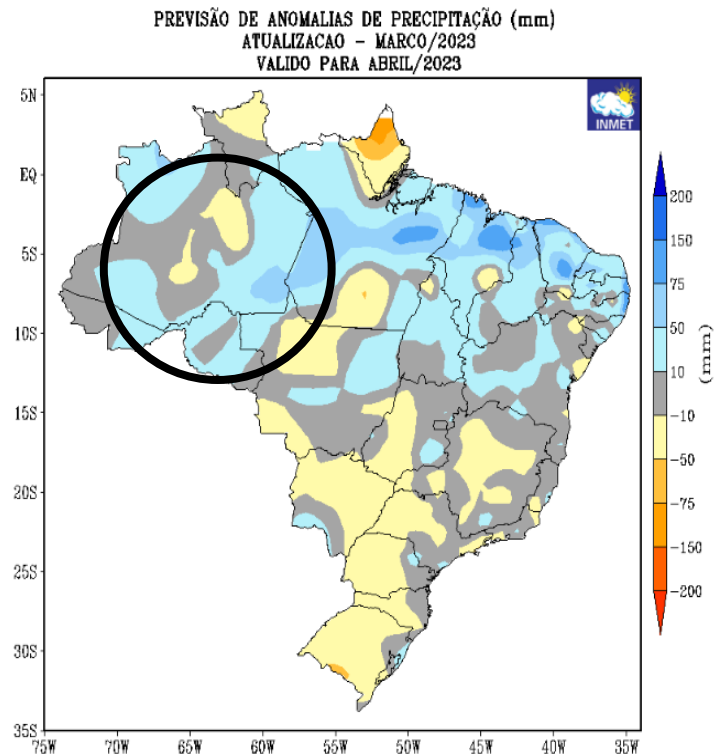 PREVISÃO DE ANOMALIAS DE PRECIPITAÇÃO (mm)
ATUALIZACAO - MARCO/2023
VALIDO PARA ABRIL/2023
INMET
5N
EQ
5S
10S
15S
20S
25S
30S
35S
75W 70W 65W 60W 55W 50W 45W 40W 35W
200
150
75
50
10
-10
-50
-75
-150
-200
(mm)